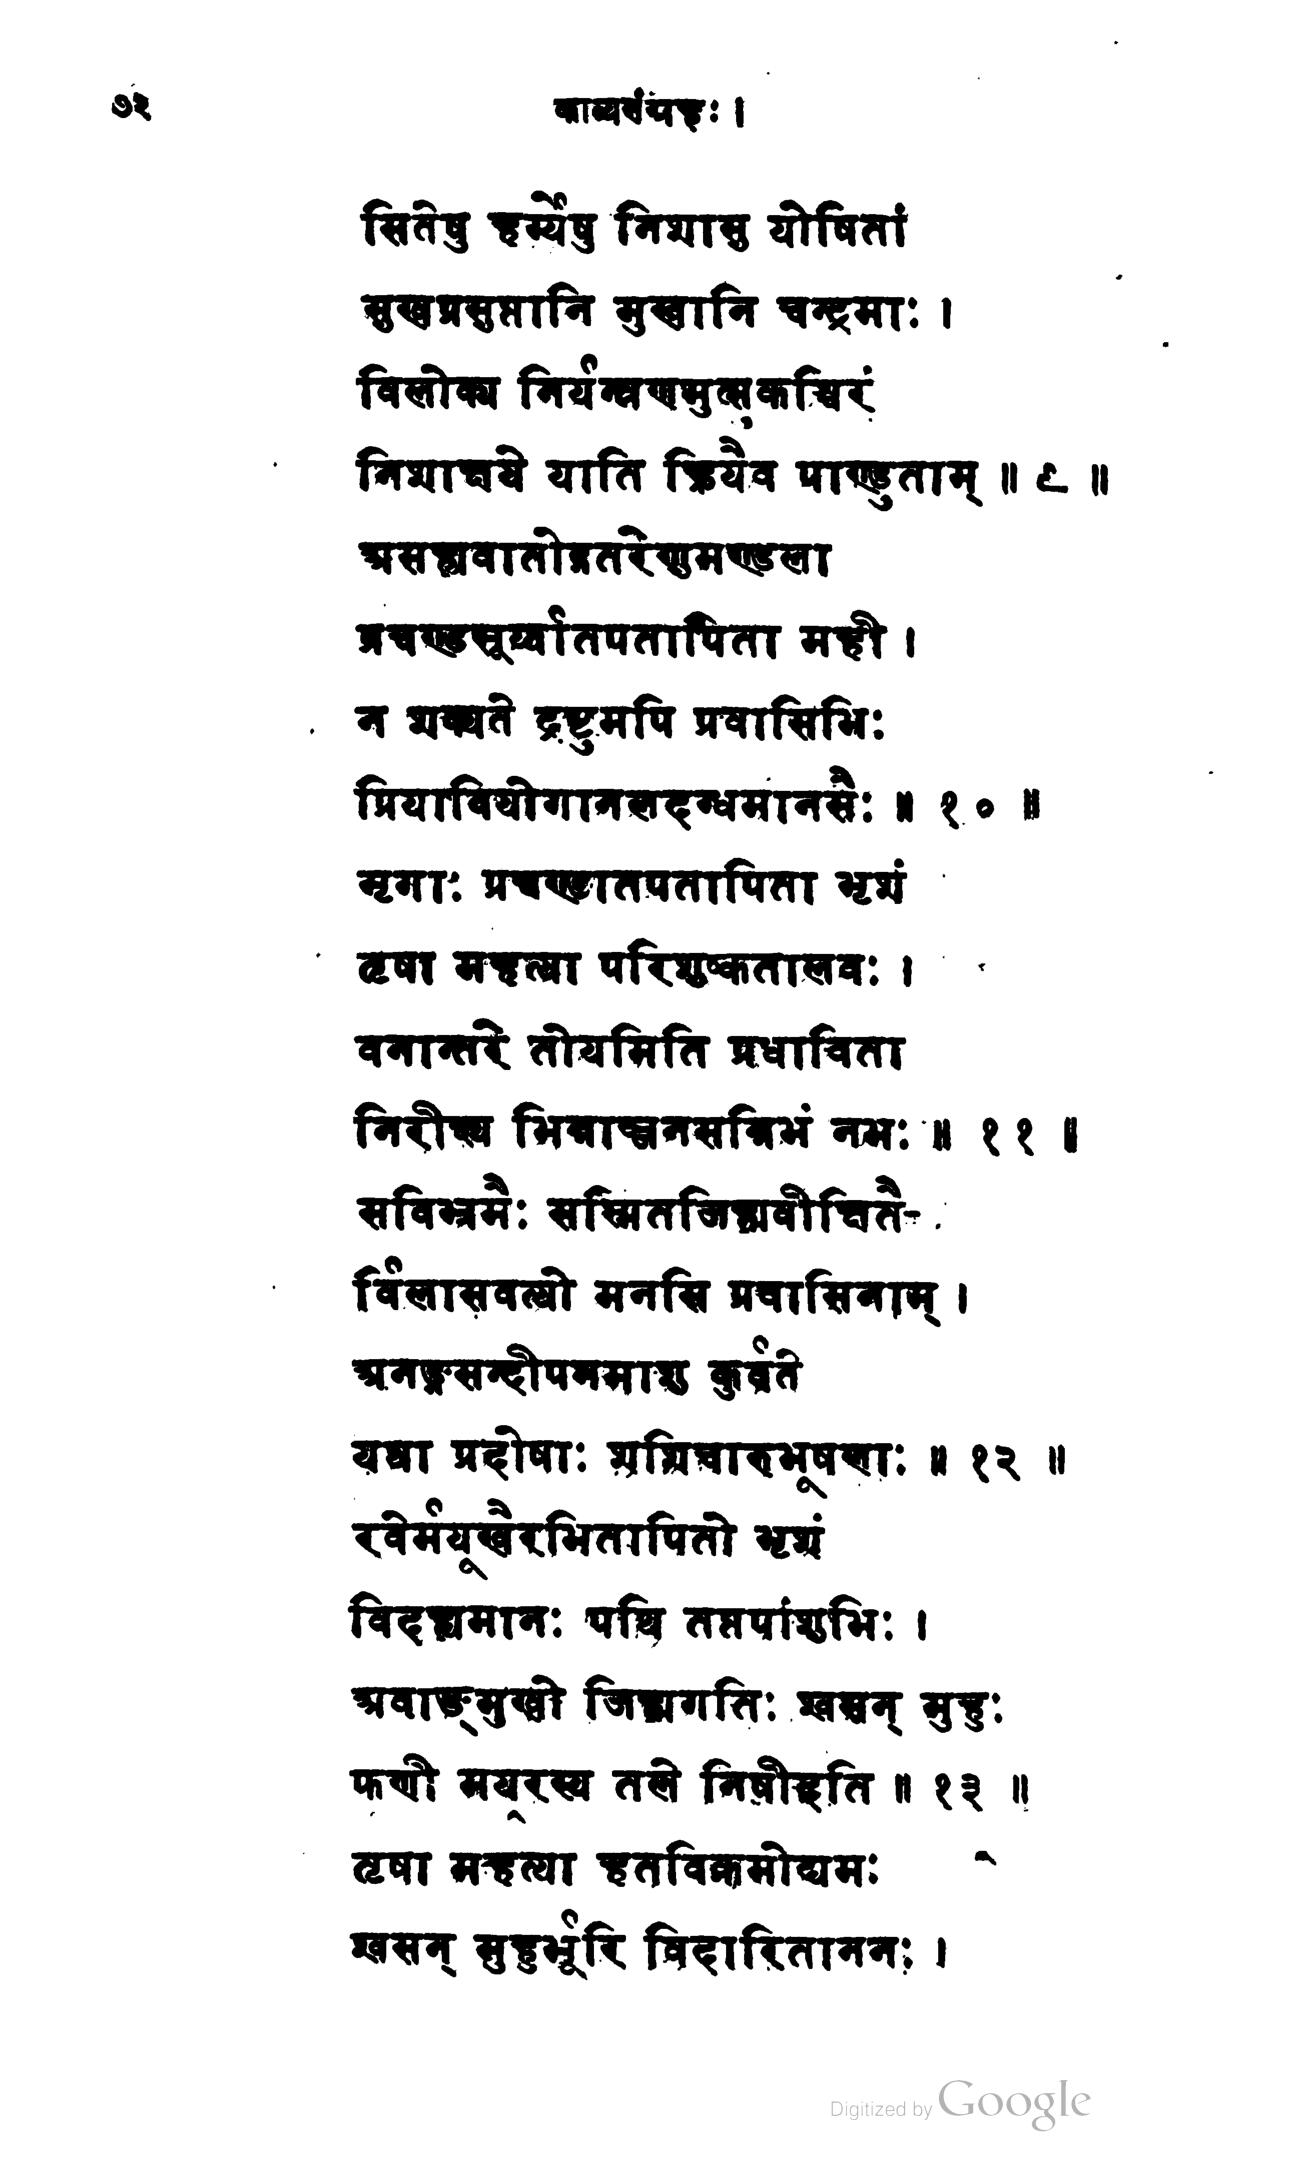 ७२ काव्यसंग्रहः ।
सितेषु हर्म्येषु निशासु योषितां
सुखप्रसुप्तानि मुखानि चन्द्रमाः ।
विलोक्य निर्यन्त्रणमुत्सुकश्चिरं
निशाक्षये याति ह्रियैव पाण्डुताम् ॥ ९ ॥
असह्यवातोद्गतरेणुमण्डला
प्रचण्डसूर्य्यातपतापिता मही ।
न शक्यते द्रष्टुमपि प्रवासिभिः
प्रियावियोगानलदग्धमानसैः ॥ १० ॥
मृगाः प्रचण्डातपतापिता भृशं
तृषा महत्या परिशुष्कतालवः ।
वनान्तरे तोयमिति प्रधाविता
निरीक्ष्य भिन्नाञ्जनसन्निभं नभः ॥ ११ ॥
सविभ्रमैः सस्मितजिह्मवीक्षितै-
र्विलासवत्यो मनसि प्रवासिनाम् ।
अनङ्गसन्दीपनमाशु कुर्व्वते
यथा प्रदोषाः शशिचारुभूषणाः ॥ १२ ॥
रवेर्मयूखैरभितापितो भृशं
विदह्यमानः पथि तप्तपांशुभिः ।
अवाङ्मुखो जिह्मगतिः श्वसन् मुहुः
फणी मयूरस्य तले निषीदति ॥ १३ ॥
तृषा महत्या हतविक्रमोद्यमः
श्वसन् मुहुर्भूरि विदारिताननः ।
Digitized by Google